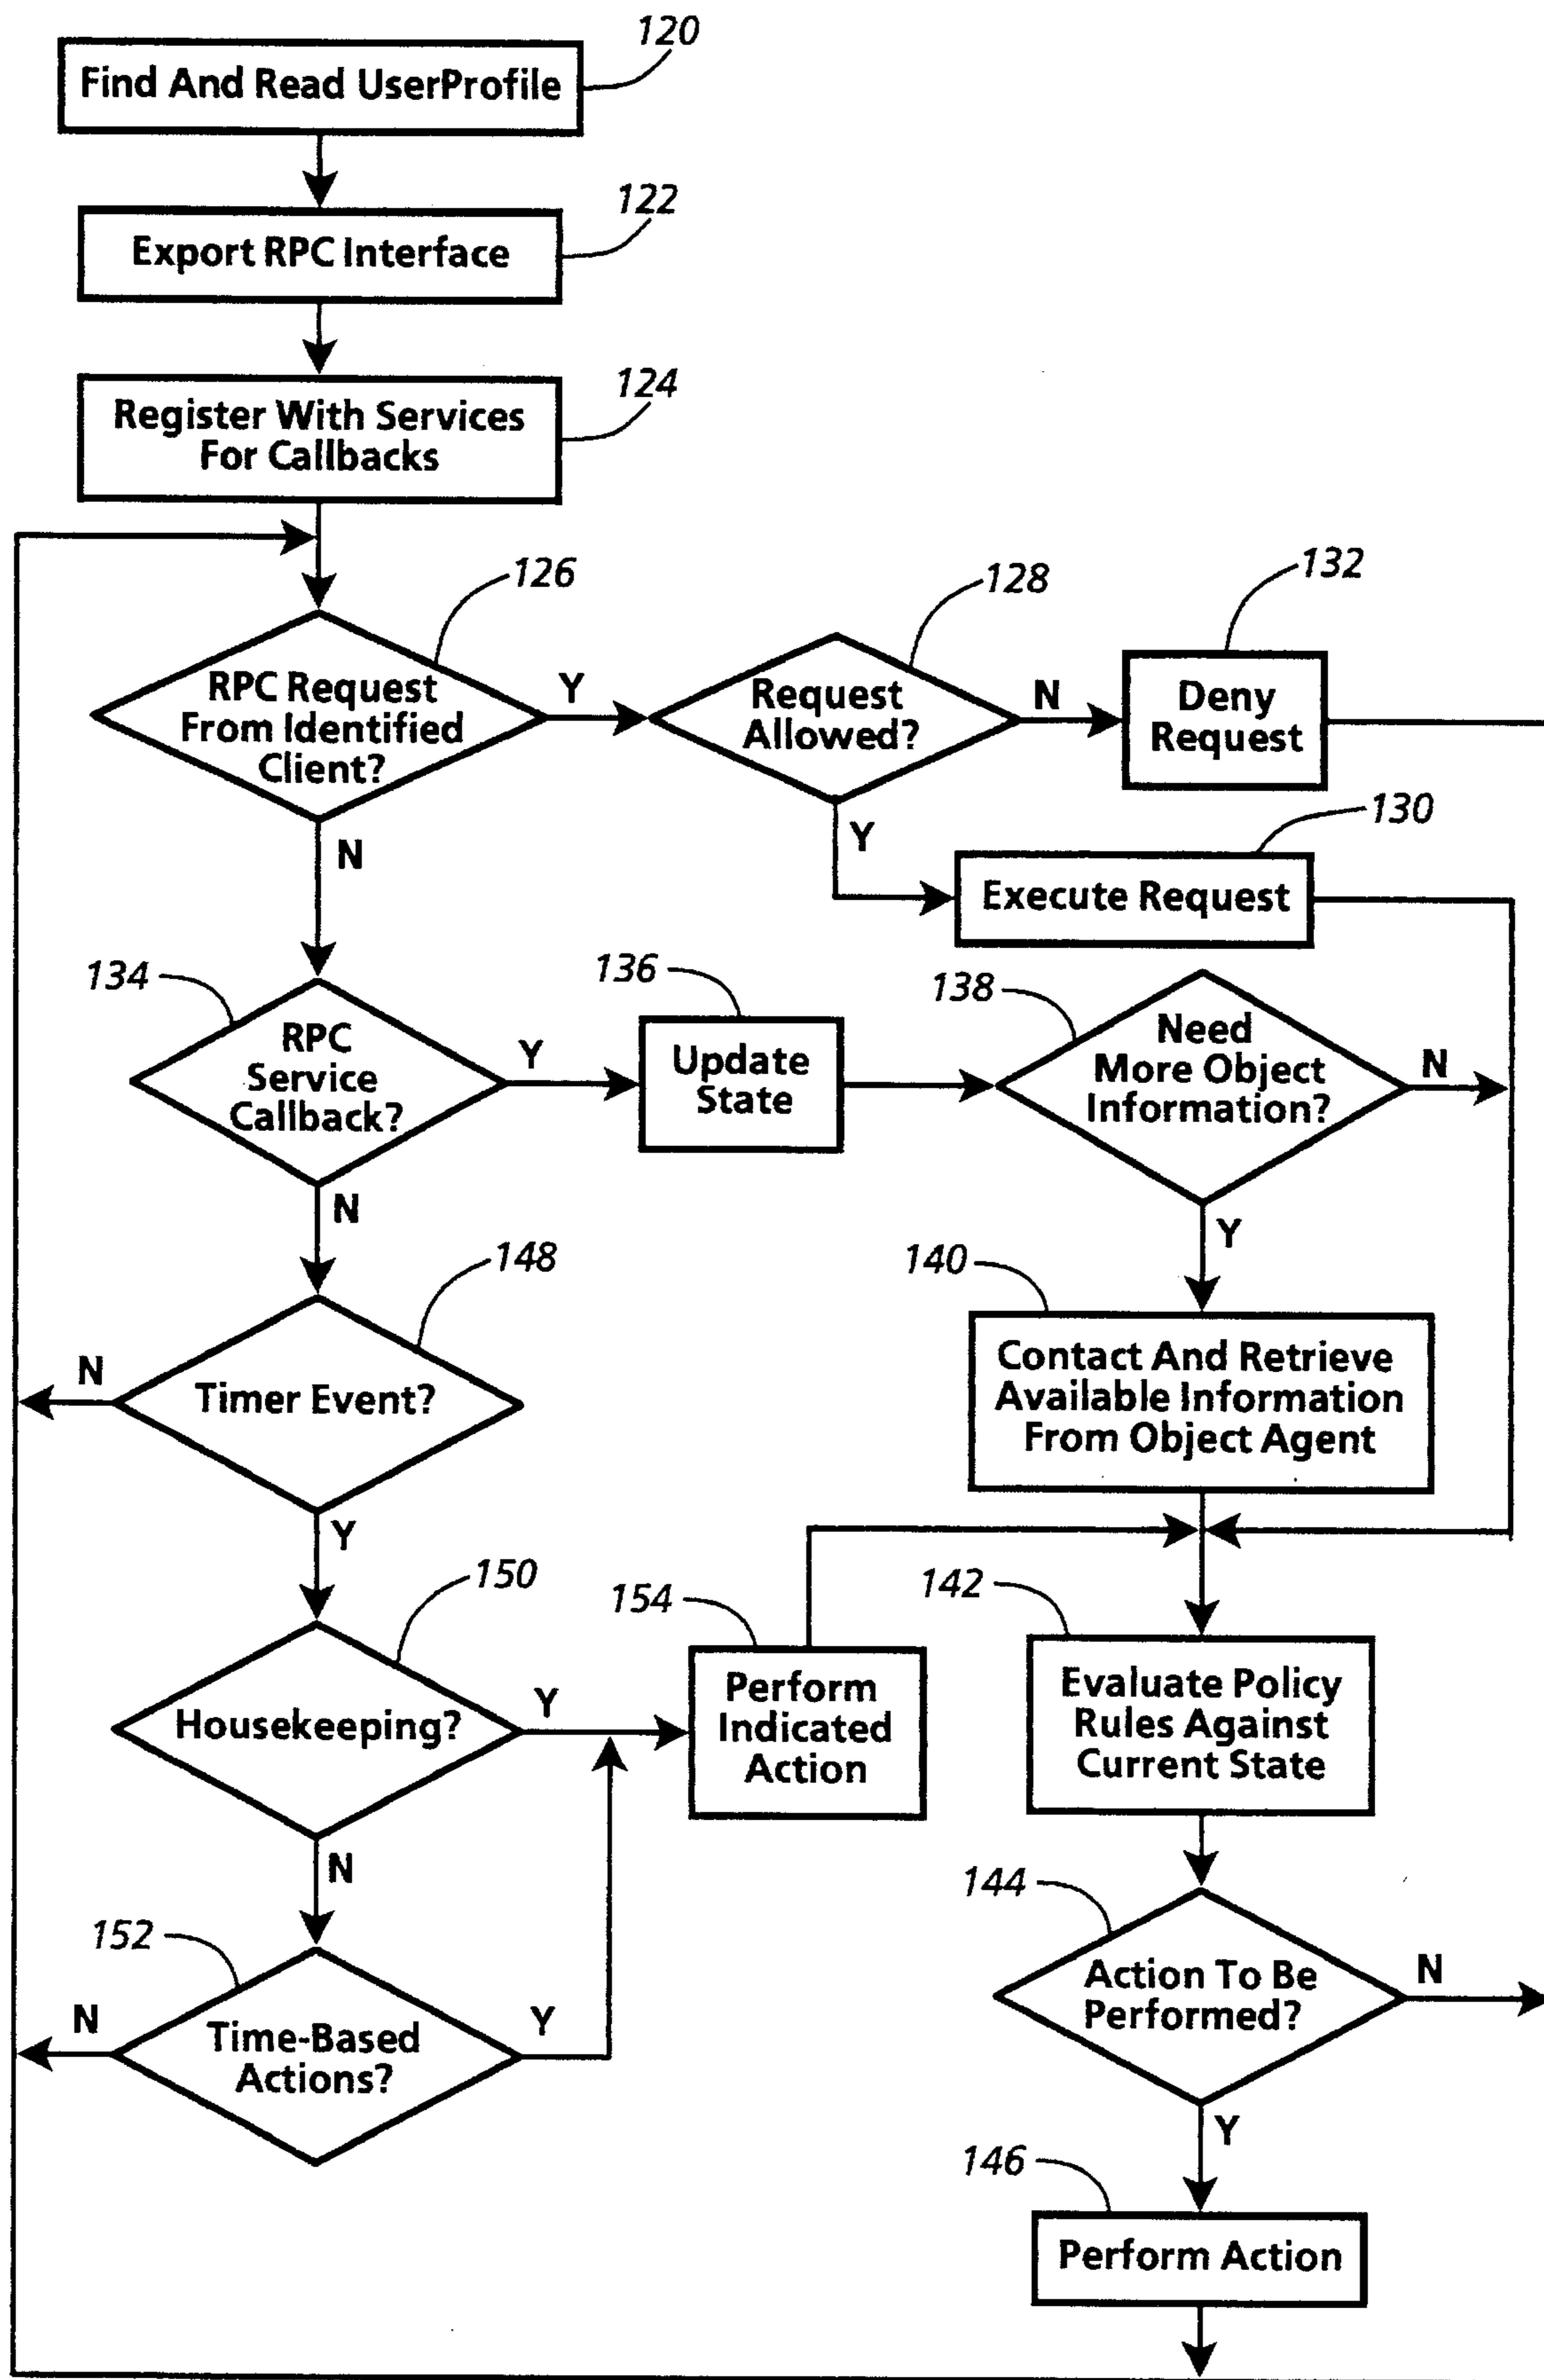 120
Find And Read UserProfile
122
Export RPC Interface
124
Register With Services
For Callbacks
126
128
132
RPC Request
From Identified
Client?
Y
Request
Allowed?
N
Deny
Request
N
Y
130
Execute Request
134
136
138
RPC
Service
Callback?
Y
Update
State
Need
More Object
Information?
N
N
Y
148
140
N
Timer Event?
Contact And Retrieve
Available Information
From Object Agent
Y
150
154
142
Housekeeping?
Y
Perform
Indicated
Action
Evaluate Policy
Rules Against
Current State
N
152
144
N
Time-Based
Actions?
Y
Action To Be
Performed?
N
Y
146
Perform Action